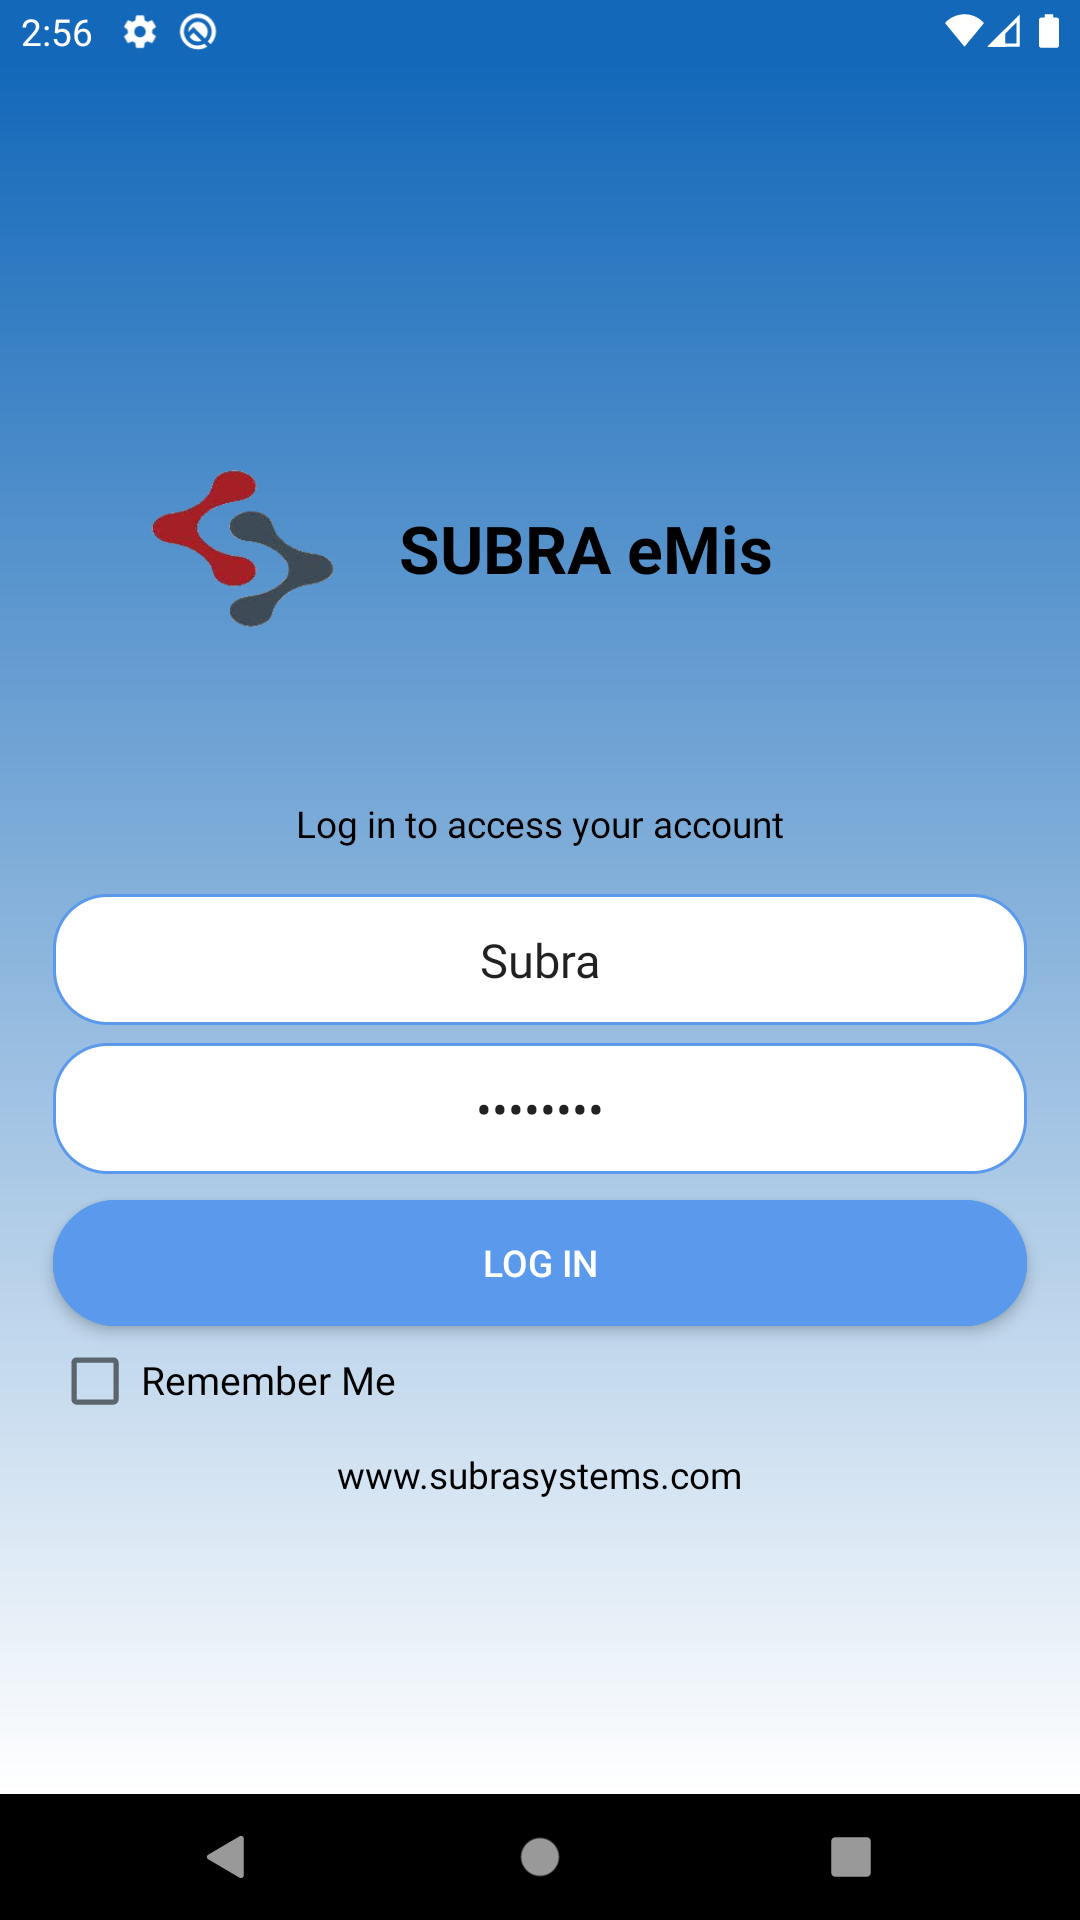 2:56
SUBRA eMis
Log in to access your account
Subra
••••••••
LOG IN
Remember Me
www.subrasystems.com